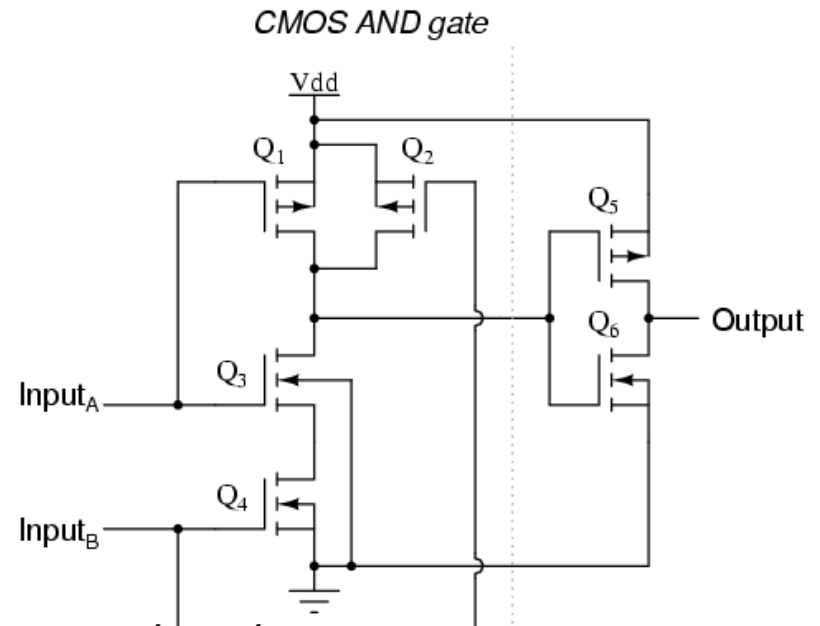 CMOS AND gate
Vdd
Q1 Q2
Q5
Q6 Output
Q3
InputA
Q4
InputB